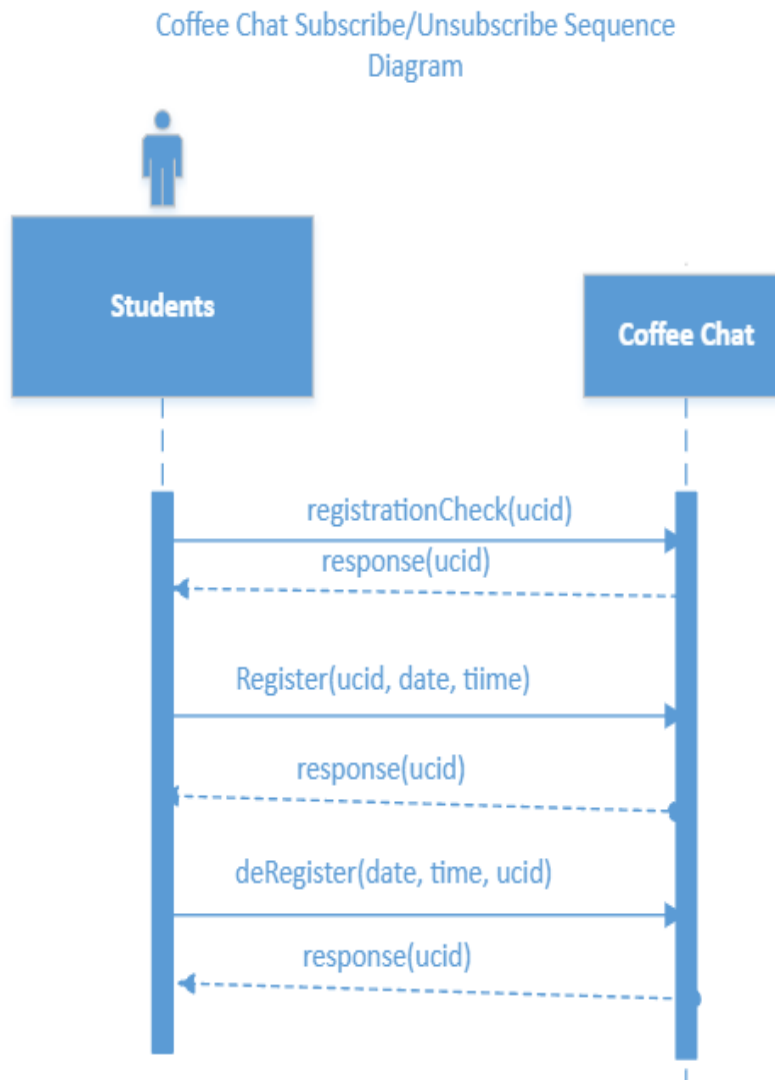 Coffee Chat Subscribe/Unsubscribe Sequence
Diagram
Students
Coffee Chat
registrationCheck(ucid)
response(ucid)
Register(ucid, date, tiime)
response(ucid)
deRegister(date, time, ucid)
response(ucid)